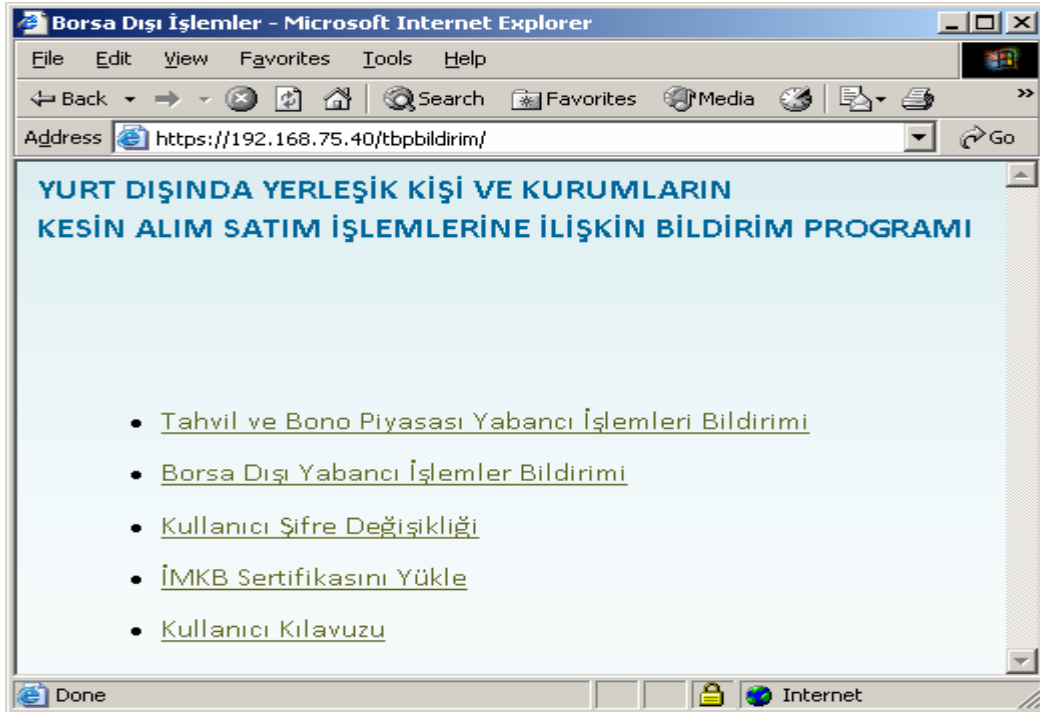 Borsa Dışı İşlemler - Microsoft Internet Explorer
File Edit View Favorites Tools Help
Back Search Favorites Media »
Address https://192.168.75.40/tbpbildirim/ Go
YURT DIŞINDA YERLEŞİK KİŞİ VE KURUMLARIN
KESİN ALIM SATIM İŞLEMLERİNE İLİŞKİN BİLDİRİM PROGRAMI
• Tahvil ve Bono Piyasası Yabancı İşlemleri Bildirimi
• Borsa Dışı Yabancı İşlemler Bildirimi
• Kullanıcı Şifre Değişikliği
• İMKB Sertifikasını Yükle
• Kullanıcı Kılavuzu
Done Internet